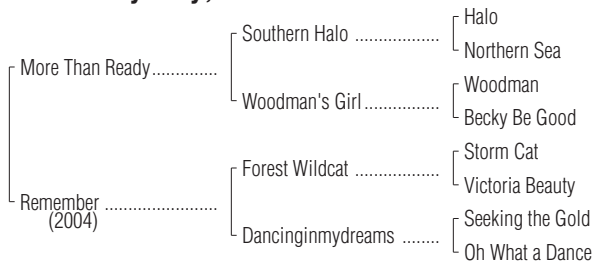 Halo
Southern Halo ..................
Northern Sea
More Than Ready..............
Woodman
Woodman's Girl................
Becky Be Good
Storm Cat
Forest Wildcat ..................
Victoria Beauty
Remember ........................
(2004)
Seeking the Gold
Dancinginmydreams ........
Oh What a Dance